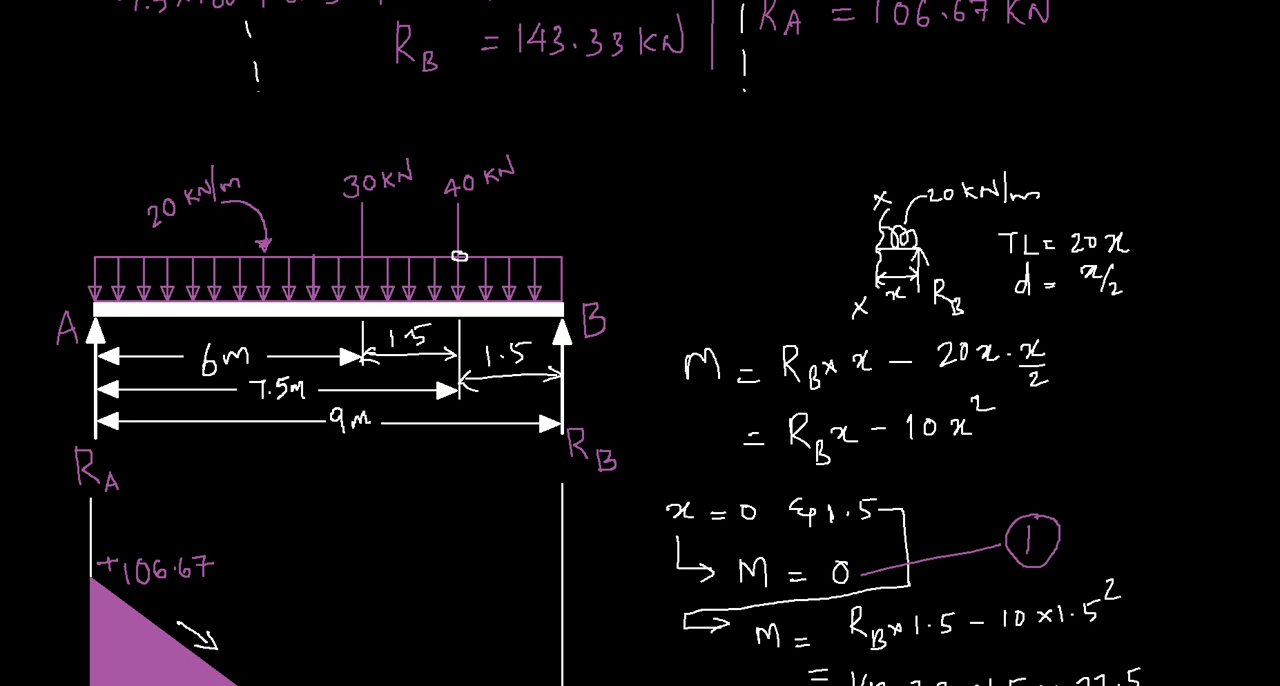 R_B = 143.33 KN
R_A = 106.67 KN
20 KN/m
30 KN
40 KN
A
B
6m
1.5
1.5
7.5m
9m
R_A
R_B
+106.67
x
20 KN/m
TL = 20x
d = x/2
x
x
R_B
M = R_B × x - 20x · x/2
= R_B x - 10x²
x = 0 & 1.5
M = 0
1
M = R_B × 1.5 - 10 × 1.5²